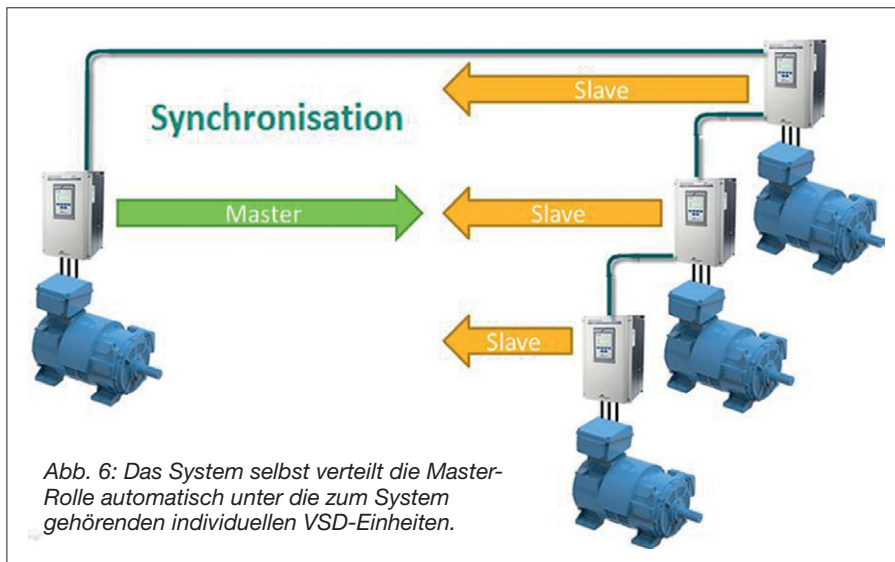 Slave
Synchronisation
Master
Slave
Slave
Abb. 6: Das System selbst verteilt die Master-
Rolle automatisch unter die zum System
gehörenden individuellen VSD-Einheiten.